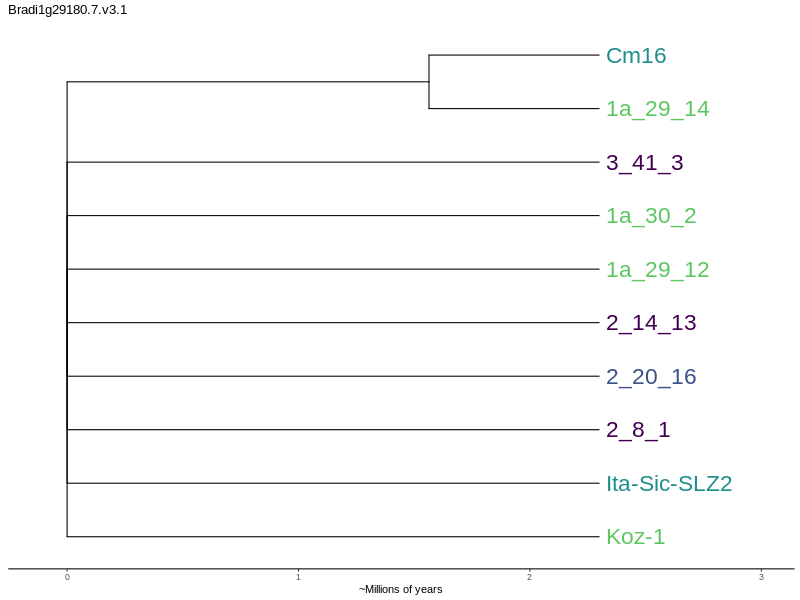 Bradi1g29180.7.v3.1
Cm16
1a_29_14
3_41_3
1a_30_2
1a_29_12
2_14_13
2_20_16
2_8_1
Ita-Sic-SLZ2
Koz-1
0 1 2 3
~Millions of years